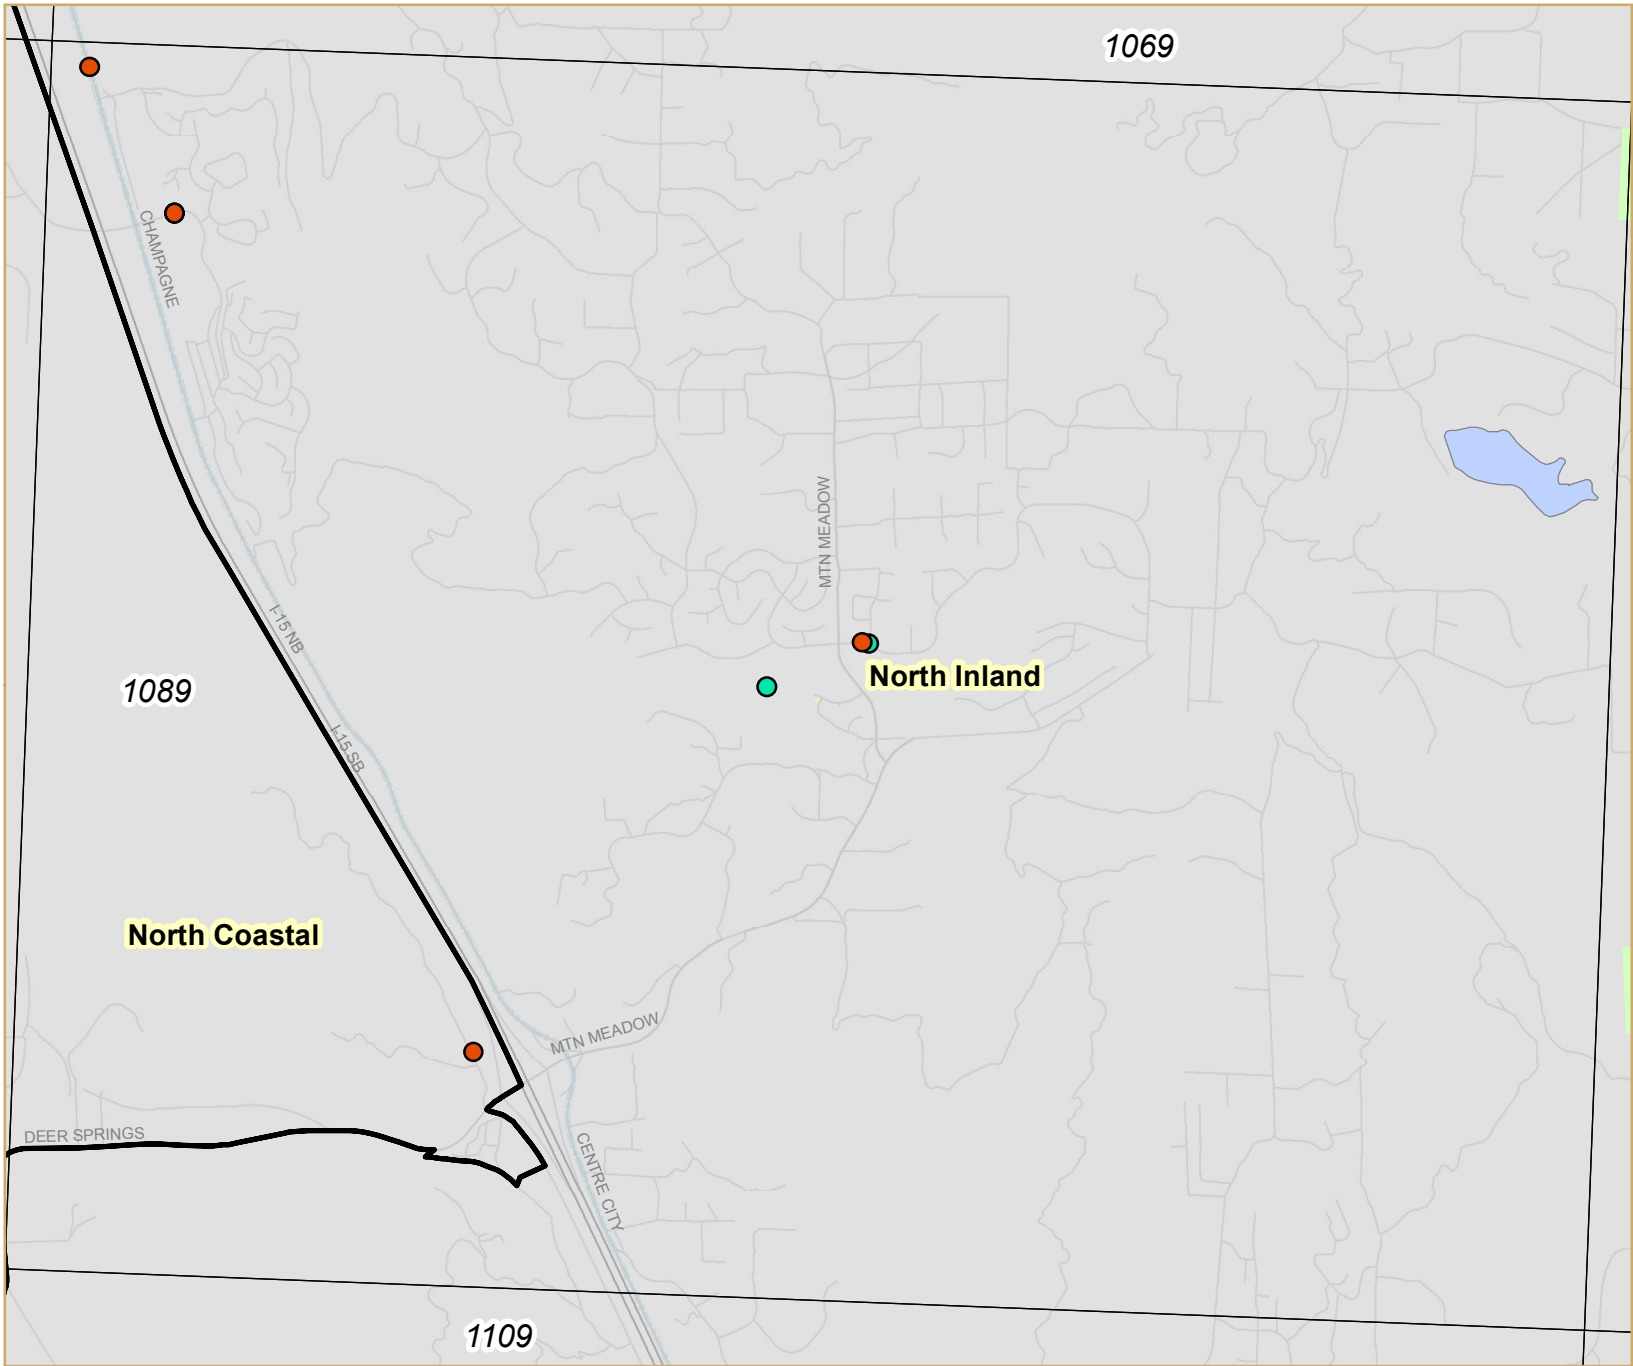 1069
CHAMPAGNE
MTN MEADOW
I-15 NB
North Inland
1089
I-15 SB
North Coastal
MTN MEADOW
DEER SPRINGS
CENTRE CITY
1109